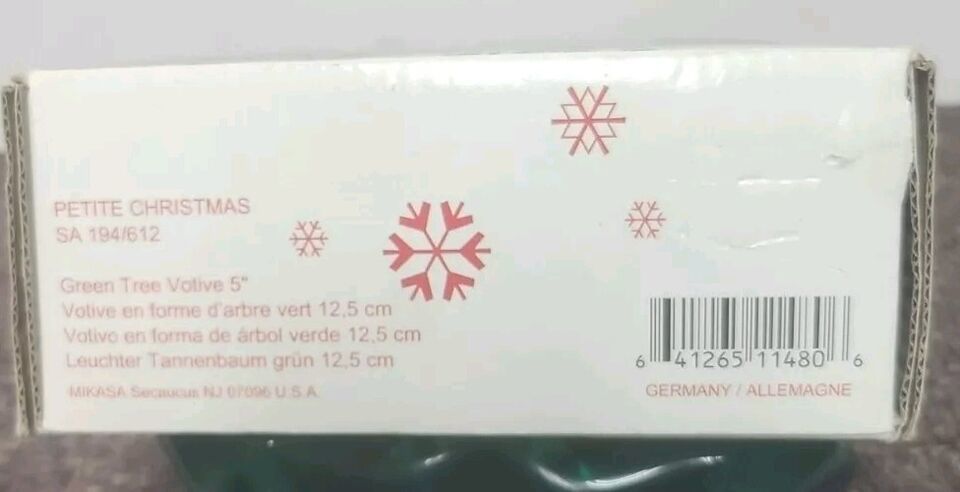 PETITE CHRISTMAS
SA 194/612
Green Tree Votive 5"
Votive en forme d'arbre vert 12,5 cm
Votivo en forma de árbol verde 12,5 cm
Leuchter Tannenbaum grün 12,5 cm
MIKASA Secaucus NJ 07096 U.S.A.
6 41265 11480 6
GERMANY / ALLEMAGNE